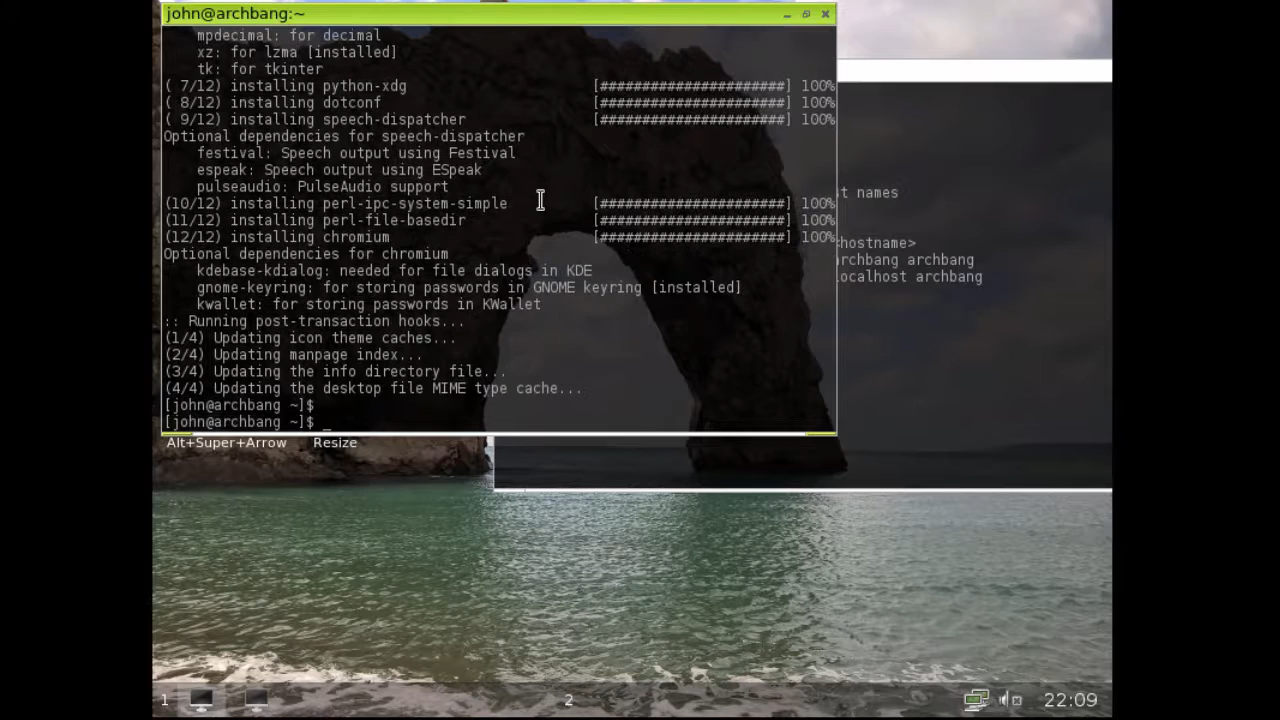 john@archbang:~
mpdecimal: for decimal
xz: for lzma [installed]
tk: for tkinter
( 7/12) installing python-xdg [######################] 100%
( 8/12) installing dotconf [######################] 100%
( 9/12) installing speech-dispatcher [######################] 100%
Optional dependencies for speech-dispatcher
festival: Speech output using Festival
espeak: Speech output using ESpeak
pulseaudio: PulseAudio support
(10/12) installing perl-ipc-system-simple [######################] 100%
(11/12) installing perl-file-basedir [######################] 100%
(12/12) installing chromium [######################] 100%
Optional dependencies for chromium
kdebase-kdialog: needed for file dialogs in KDE
gnome-keyring: for storing passwords in GNOME keyring [installed]
kwallet: for storing passwords in KWallet
:: Running post-transaction hooks...
(1/4) Updating icon theme caches...
(2/4) Updating manpage index...
(3/4) Updating the info directory file...
(4/4) Updating the desktop file MIME type cache...
[john@archbang ~]$
[john@archbang ~]$ _
names
hostname>
archbang
archbang
Alt+Super+Arrow Resize
1 2 22:09